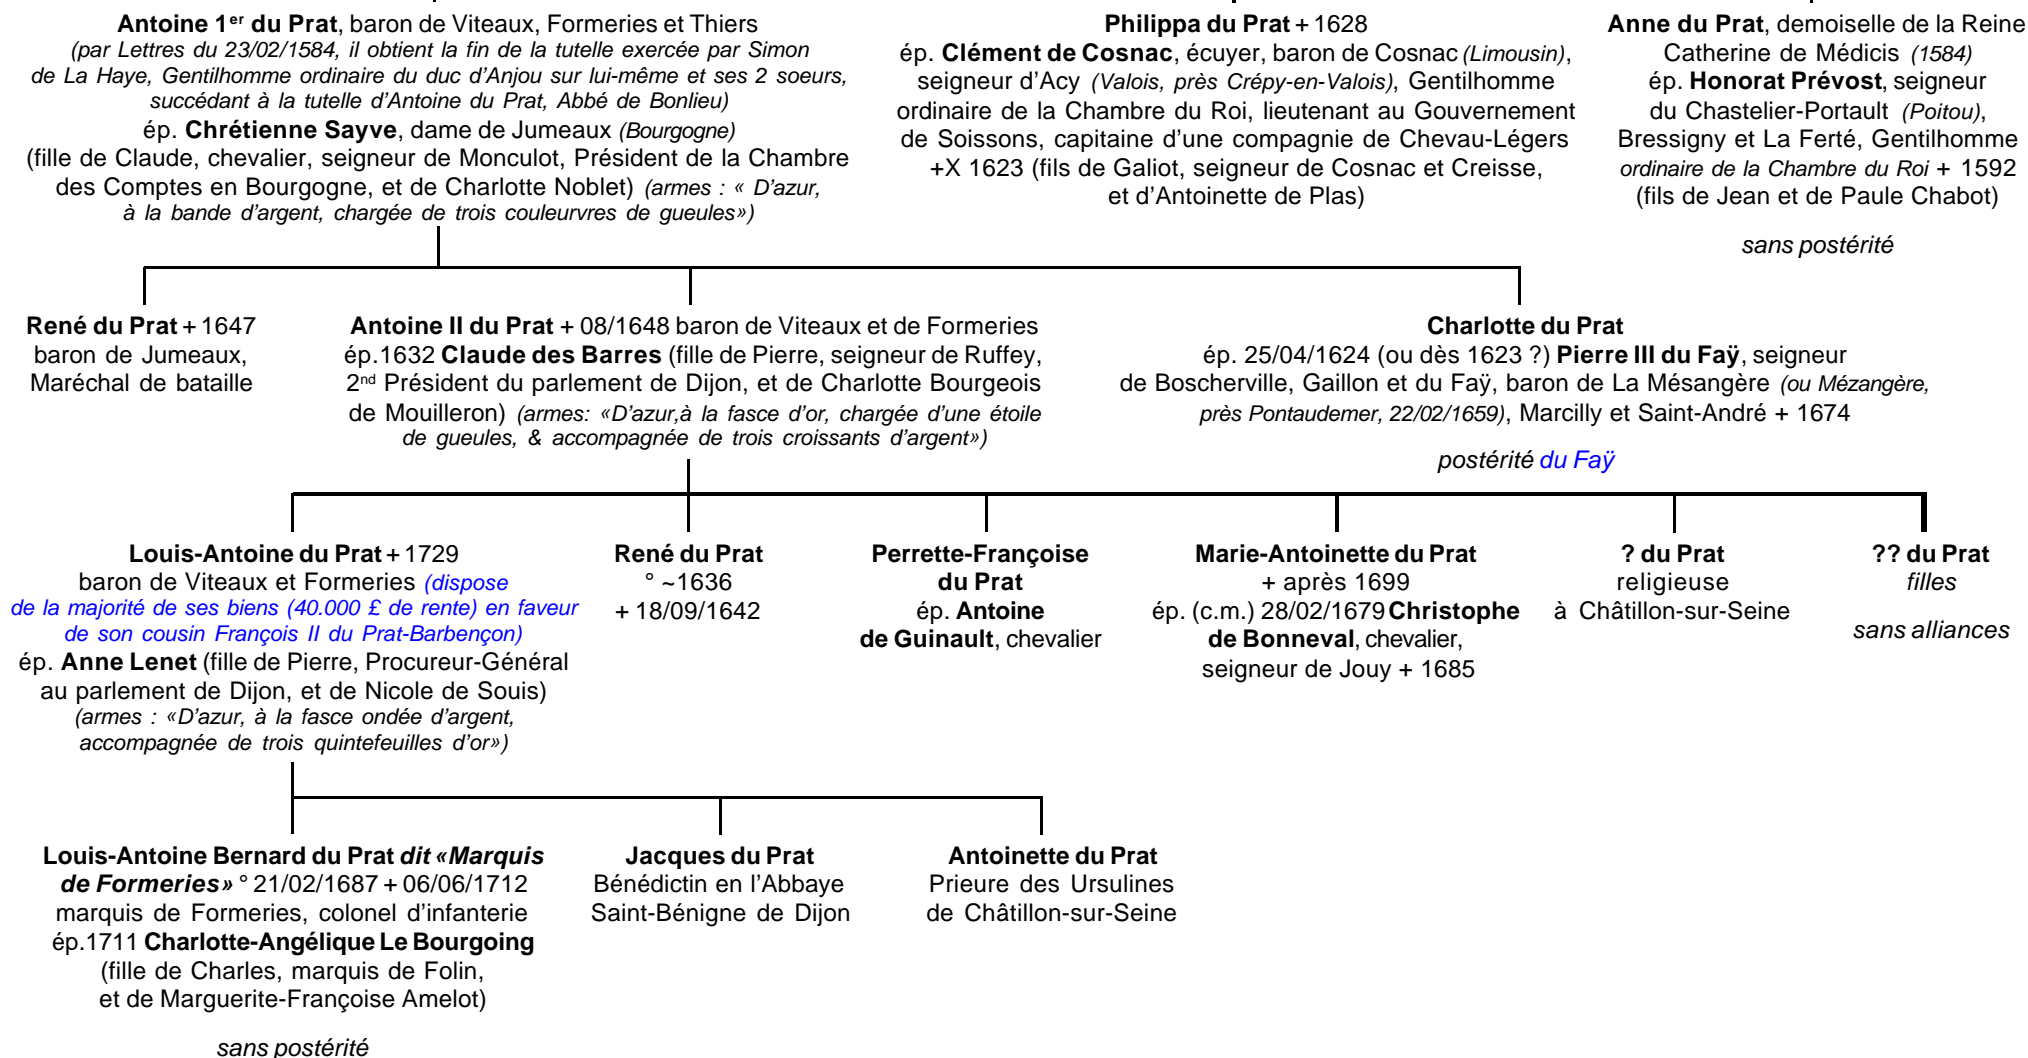 Antoine 1er du Prat, baron de Viteaux, Formeries et Thiers
(par Lettres du 23/02/1584, il obtient la fin de la tutelle exercée par Simon
de La Haye, Gentilhomme ordinaire du duc d'Anjou sur lui-même et ses 2 soeurs,
succédant à la tutelle d'Antoine du Prat, Abbé de Bonlieu)
ép. Chrétienne Sayve, dame de Jumeaux (Bourgogne)
(fille de Claude, chevalier, seigneur de Monculot, Président de la Chambre
des Comptes en Bourgogne, et de Charlotte Noblet) (armes : « D'azur,
à la bande d'argent, chargée de trois couleurvres de gueules»)
Philippa du Prat + 1628
ép. Clément de Cosnac, écuyer, baron de Cosnac (Limousin),
seigneur d'Acy (Valois, près Crépy-en-Valois), Gentilhomme
ordinaire de la Chambre du Roi, lieutenant au Gouvernement
de Soissons, capitaine d'une compagnie de Chevau-Légers
+X 1623 (fils de Galiot, seigneur de Cosnac et Creisse,
et d'Antoinette de Plas)
Anne du Prat, demoiselle de la Reine
Catherine de Médicis (1584)
ép. Honorat Prévost, seigneur
du Chastelier-Portault (Poitou),
Bressigny et La Ferté, Gentilhomme
ordinaire de la Chambre du Roi + 1592
(fils de Jean et de Paule Chabot)
sans postérité
René du Prat + 1647
baron de Jumeaux,
Maréchal de bataille
Antoine II du Prat + 08/1648 baron de Viteaux et de Formeries
ép.1632 Claude des Barres (fille de Pierre, seigneur de Ruffey,
2nd Président du parlement de Dijon, et de Charlotte Bourgeois
de Mouilleron) (armes: «D'azur,à la fasce d'or, chargée d'une étoile
de gueules, & accompagnée de trois croissants d'argent»)
Charlotte du Prat
ép. 25/04/1624 (ou dès 1623 ?) Pierre III du Faÿ, seigneur
de Boscherville, Gaillon et du Faÿ, baron de La Mésangère (ou Mézangère,
près Pontaudemer, 22/02/1659), Marcilly et Saint-André + 1674
postérité du Faÿ
Louis-Antoine du Prat + 1729
baron de Viteaux et Formeries (dispose
de la majorité de ses biens (40.000 £ de rente) en faveur
de son cousin François II du Prat-Barbençon)
ép. Anne Lenet (fille de Pierre, Procureur-Général
au parlement de Dijon, et de Nicole de Souis)
(armes : «D'azur, à la fasce ondée d'argent,
accompagnée de trois quintefeuilles d'or»)
René du Prat
° ~1636
+ 18/09/1642
Perrette-Françoise
du Prat
ép. Antoine
de Guinault, chevalier
Marie-Antoinette du Prat
+ après 1699
ép. (c.m.) 28/02/1679 Christophe
de Bonneval, chevalier,
seigneur de Jouy + 1685
? du Prat
religieuse
à Châtillon-sur-Seine
?? du Prat
filles
sans alliances
Louis-Antoine Bernard du Prat dit «Marquis
de Formeries» ° 21/02/1687 + 06/06/1712
marquis de Formeries, colonel d'infanterie
ép.1711 Charlotte-Angélique Le Bourgoing
(fille de Charles, marquis de Folin,
et de Marguerite-Françoise Amelot)
sans postérité
Jacques du Prat
Bénédictin en l'Abbaye
Saint-Bénigne de Dijon
Antoinette du Prat
Prieure des Ursulines
de Châtillon-sur-Seine